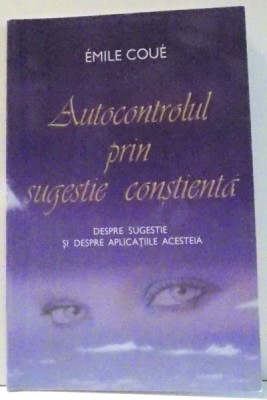 ÉMILE COUÉ
Autocontrolul
prin
sugestie conștientă
DESPRE SUGESTIE
ȘI DESPRE APLICAȚIILE ACESTEIA